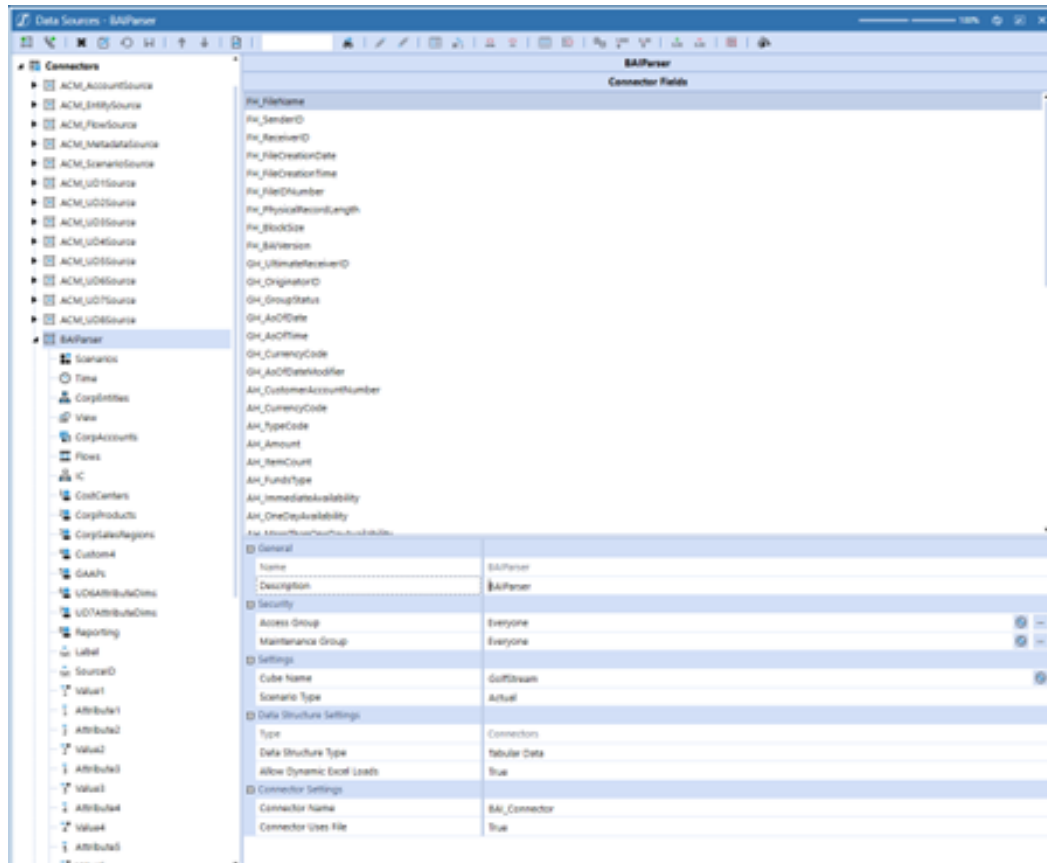 Data Sources - BAIParser
100%
Connectors
ACM_AccountSource
ACM_EntitySource
ACM_FlowSource
ACM_MetadataSource
ACM_ScenarioSource
ACM_UD1Source
ACM_UD2Source
ACM_UD3Source
ACM_UD4Source
ACM_UD5Source
ACM_UD6Source
ACM_UD7Source
ACM_UD8Source
BAIParser
Scenarios
Time
CorpEntities
View
CorpAccounts
Flows
IC
CostCenters
CorpProducts
CorpSalesRegions
Custom4
GAAPs
UD6AttributeDims
UD7AttributeDims
Reporting
Label
SourceID
Value1
Attribute1
Attribute2
Value2
Attribute3
Value3
Attribute4
Value4
Attribute5
BAIParser
Connector Fields
FH_FileName
FH_SenderID
FH_ReceiverID
FH_FileCreationDate
FH_FileCreationTime
FH_FileIDNumber
FH_PhysicalRecordLength
FH_BlockSize
FH_BAIVersion
GH_UltimateReceiverID
GH_OriginatorID
GH_GroupStatus
GH_AsOfDate
GH_AsOfTime
GH_CurrencyCode
GH_AsOfDateModifier
AH_CustomerAccountNumber
AH_CurrencyCode
AH_TypeCode
AH_Amount
AH_ItemCount
AH_FundsType
AH_ImmediateAvailability
AH_OneDayAvailability
AH_MoreThanOneDayAvailability
General
Name BAIParser
Description BAIParser
Security
Access Group Everyone
Maintenance Group Everyone
Settings
Cube Name GolfStream
Scenario Type Actual
Data Structure Settings
Type Connectors
Data Structure Type Tabular Data
Allow Dynamic Excel Loads True
Connector Settings
Connector Name BAI_Connector
Connector Uses File True